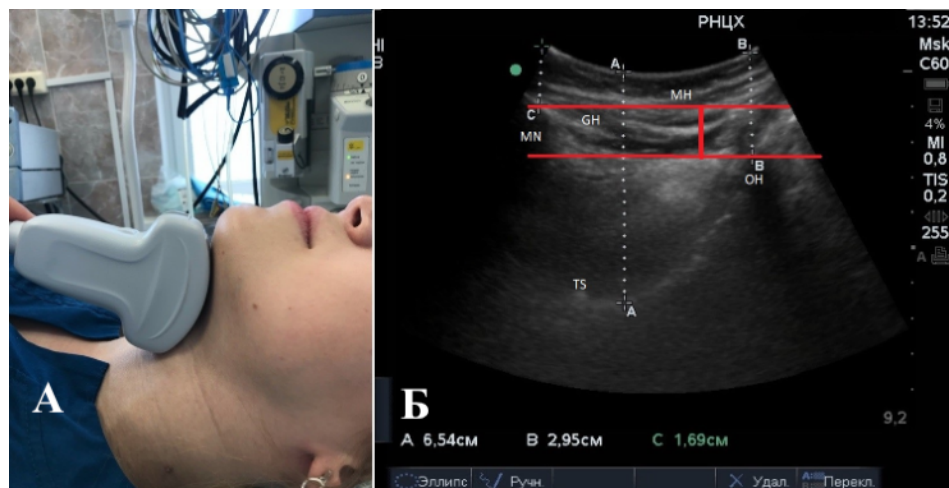 А
РНЦХ
13:52
Msk
C60
4%
MI
0,8
TIS
0,2
255
A
A
B
MH
C
GH
MN
B
OH
TS
A
Б
9,2
A 6,54см B 2,95см C 1,69см
Эллипс Ручн. Удал. Перекл.